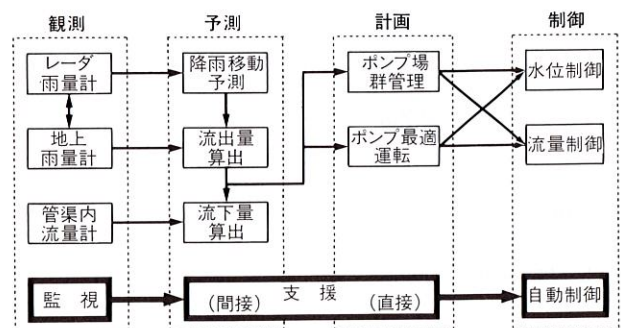 観測 予測 計画 制御
レーダ
雨量計
降雨移動
予測
ポンプ場
群管理
水位制御
地上
雨量計
流出量
算出
ポンプ最適
運転
流量制御
管渠内
流量計
流下量
算出
監 視
支 援
(間接) (直接)
自動制御